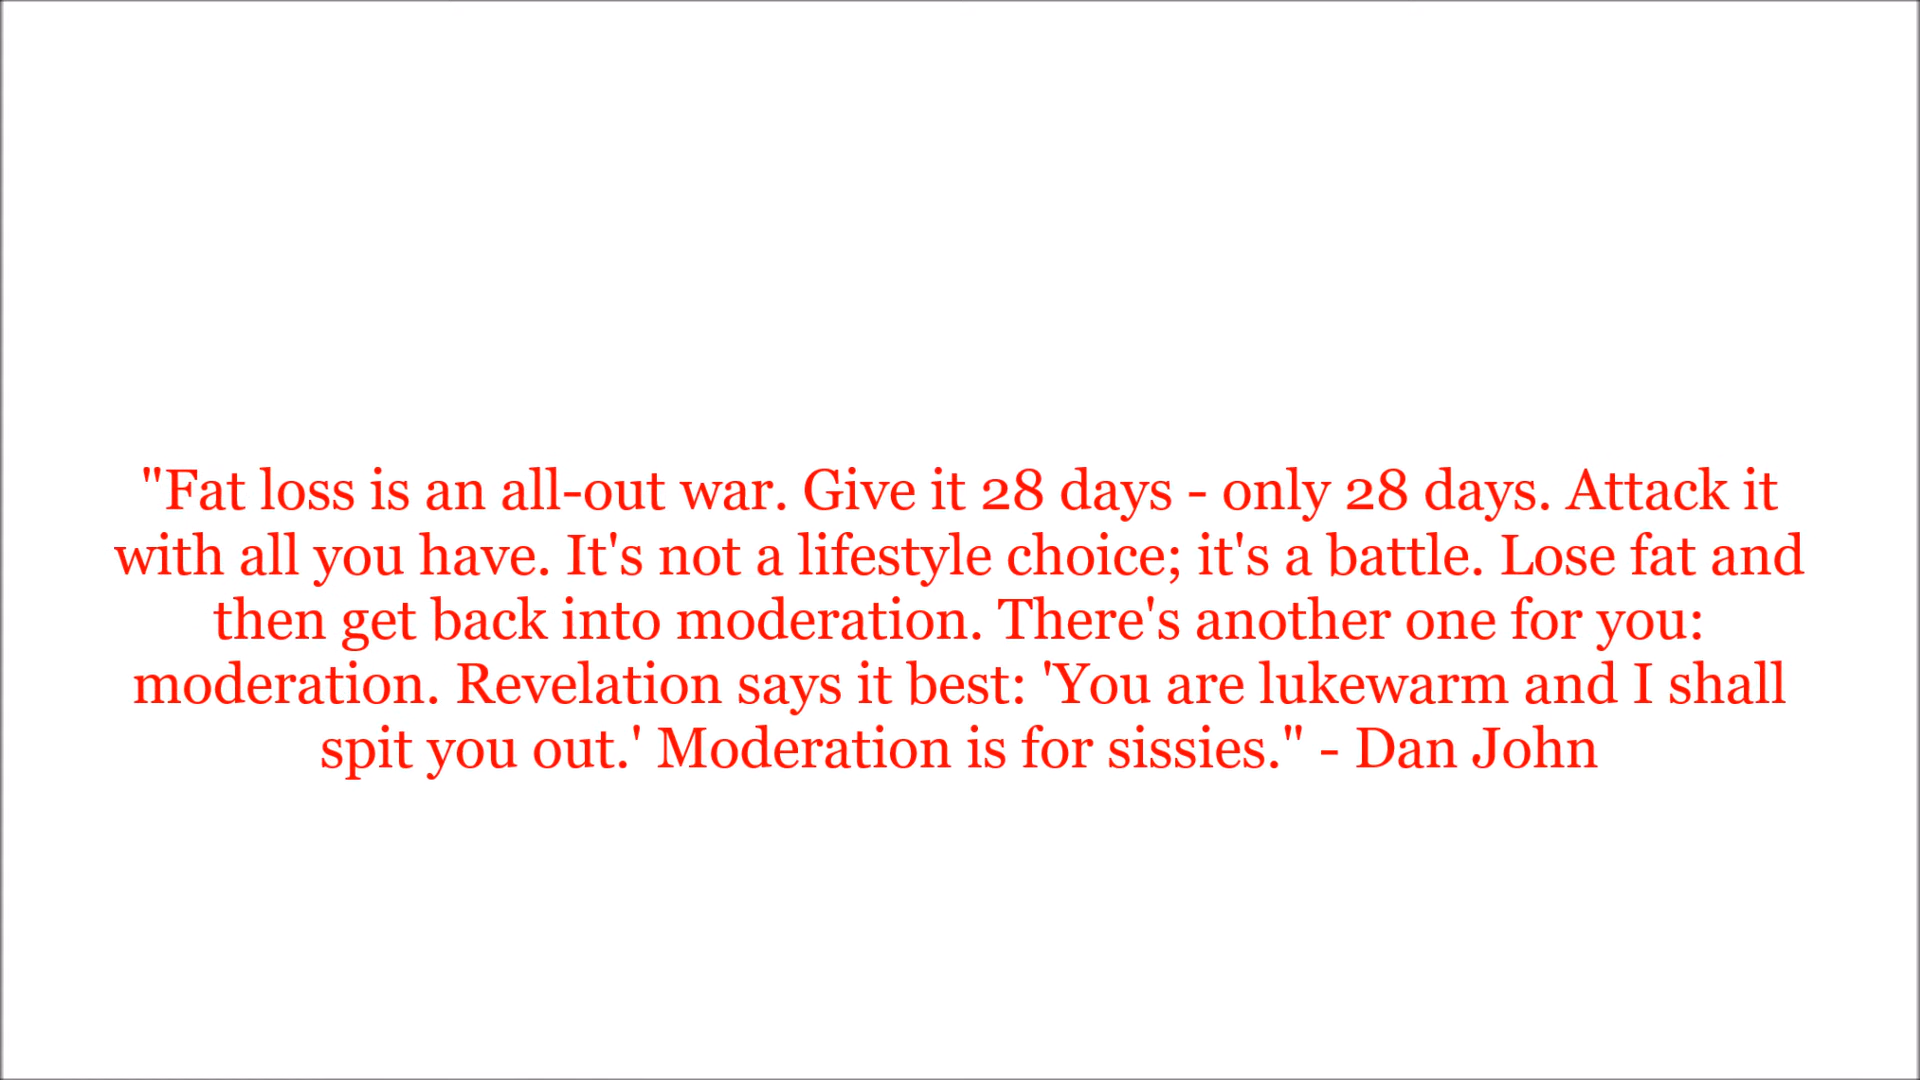 "Fat loss is an all-out war. Give it 28 days - only 28 days. Attack it
with all you have. It's not a lifestyle choice; it's a battle. Lose fat and
then get back into moderation. There's another one for you:
moderation. Revelation says it best: 'You are lukewarm and I shall
spit you out.' Moderation is for sissies." - Dan John